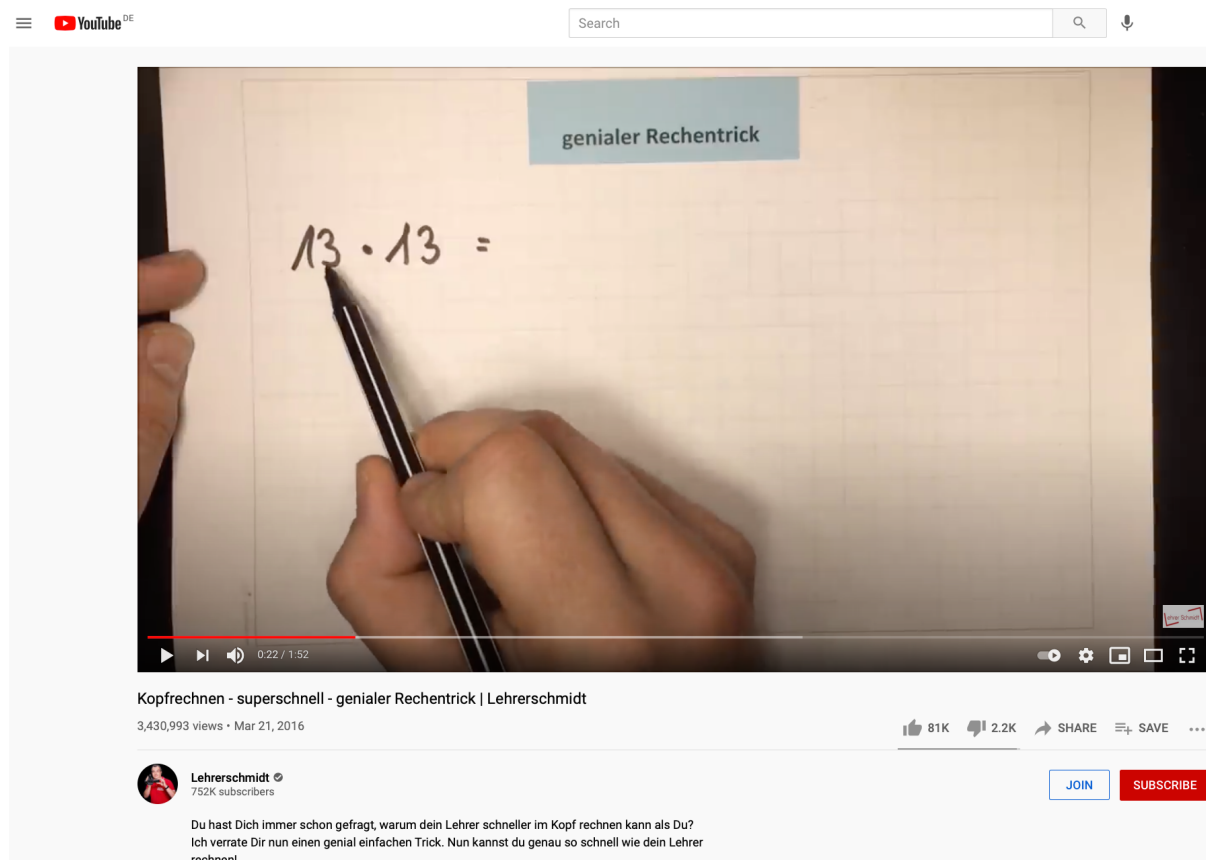 YouTube DE
Search
genialer Rechentrick
13 · 13 =
Lehrer Schmidt
0:22 / 1:52
Kopfrechnen - superschnell - genialer Rechentrick | Lehrerschmidt
3,430,993 views • Mar 21, 2016
81K 2.2K SHARE SAVE
Lehrerschmidt
752K subscribers
JOIN SUBSCRIBE
Du hast Dich immer schon gefragt, warum dein Lehrer schneller im Kopf rechnen kann als Du?
Ich verrate Dir nun einen genial einfachen Trick. Nun kannst du genau so schnell wie dein Lehrer
rechnen!